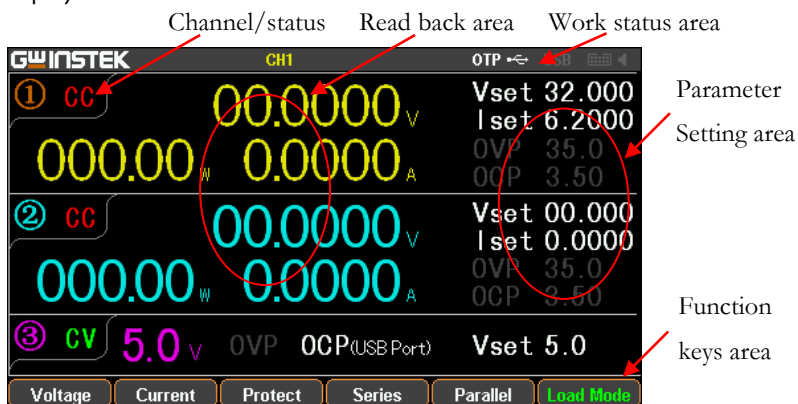 Channel/status Read back area Work status area
GWINSTEK CH1 OTP USB
① CC 00.0000 V Vset 32.000
Iset 6.2000
Parameter
Setting area
000.00 W 0.0000 A OVP 35.0
OCP 3.50
② CC 00.0000 V Vset 00.000
Iset 0.0000
000.00 W 0.0000 A OVP 35.0
OCP 3.50
Function
keys area
③ CV 5.0 V OVP OCP(USB Port) Vset 5.0
Voltage Current Protect Series Parallel Load Mode